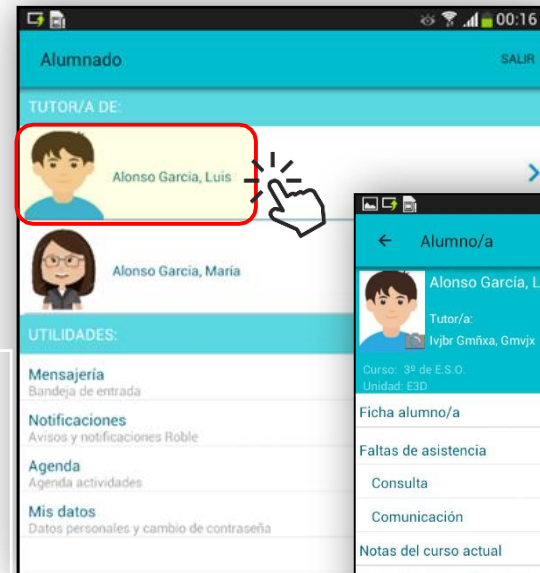 00:16
Alumnado
SALIR
TUTOR/A DE:
Alonso García, Luis
Alonso García, María
UTILIDADES:
Mensajería
Bandeja de entrada
Notificaciones
Avisos y notificaciones Roble
Agenda
Agenda actividades
Mis datos
Datos personales y cambio de contraseña
Alumno/a
Alonso García, L
Tutor/a:
Ivjbr Gmñxa, Gmvjx
Curso: 3º de E.S.O.
Unidad: E3D
Ficha alumno/a
Faltas de asistencia
Consulta
Comunicación
Notas del curso actual